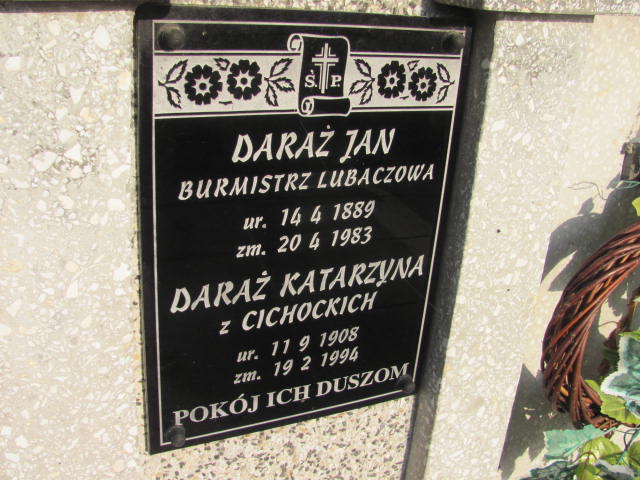 Ś P
DARAŻ JAN
BURMISTRZ LUBACZOWA
ur. 14 4 1889
zm. 20 4 1983
DARAŻ KATARZYNA
z CICHOCKICH
ur. 11 9 1908
zm. 19 2 1994
POKÓJ ICH DUSZOM